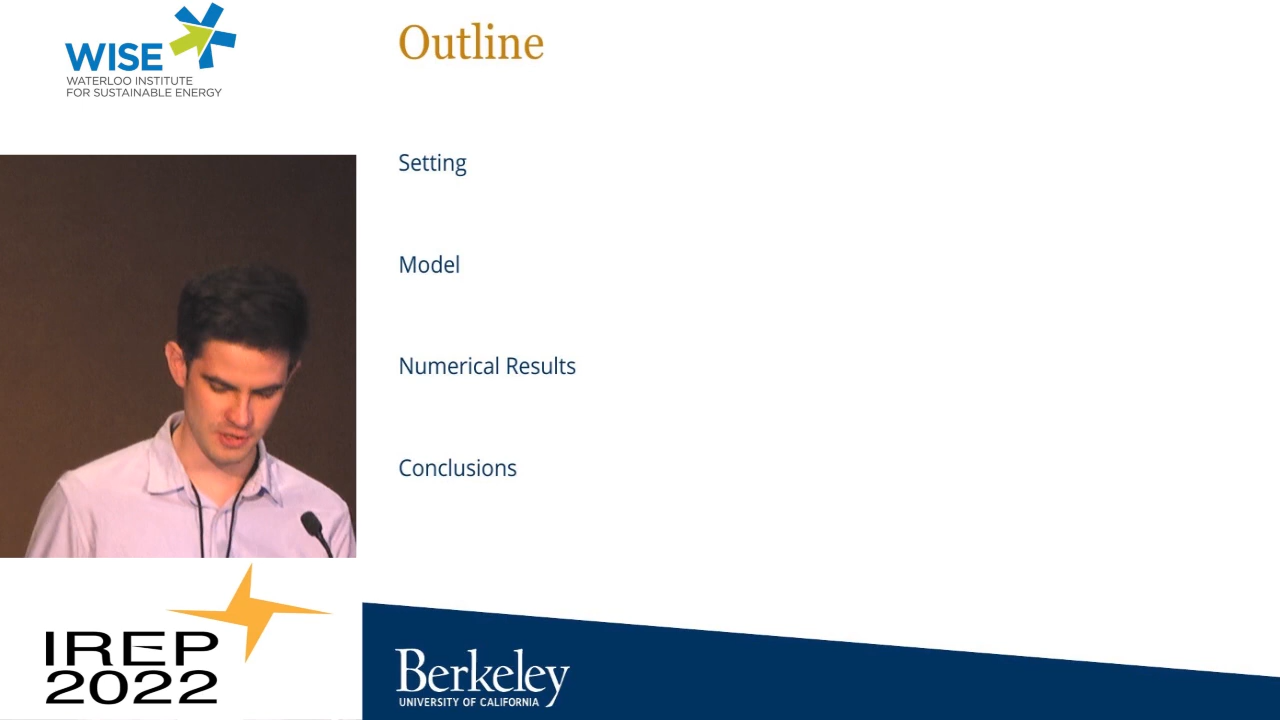 WISE
WATERLOO INSTITUTE
FOR SUSTAINABLE ENERGY
Outline
Setting
Model
Numerical Results
Conclusions
IREP
2022
Berkeley
UNIVERSITY OF CALIFORNIA